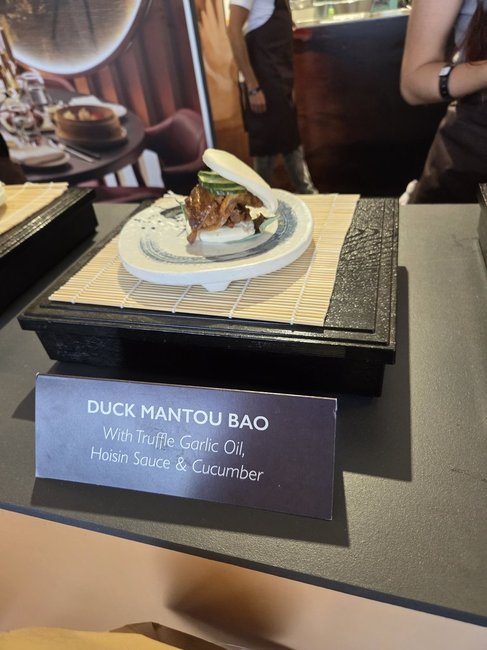 DUCK MANTOU BAO
With Truffle Garlic Oil,
Hoisin Sauce & Cucumber